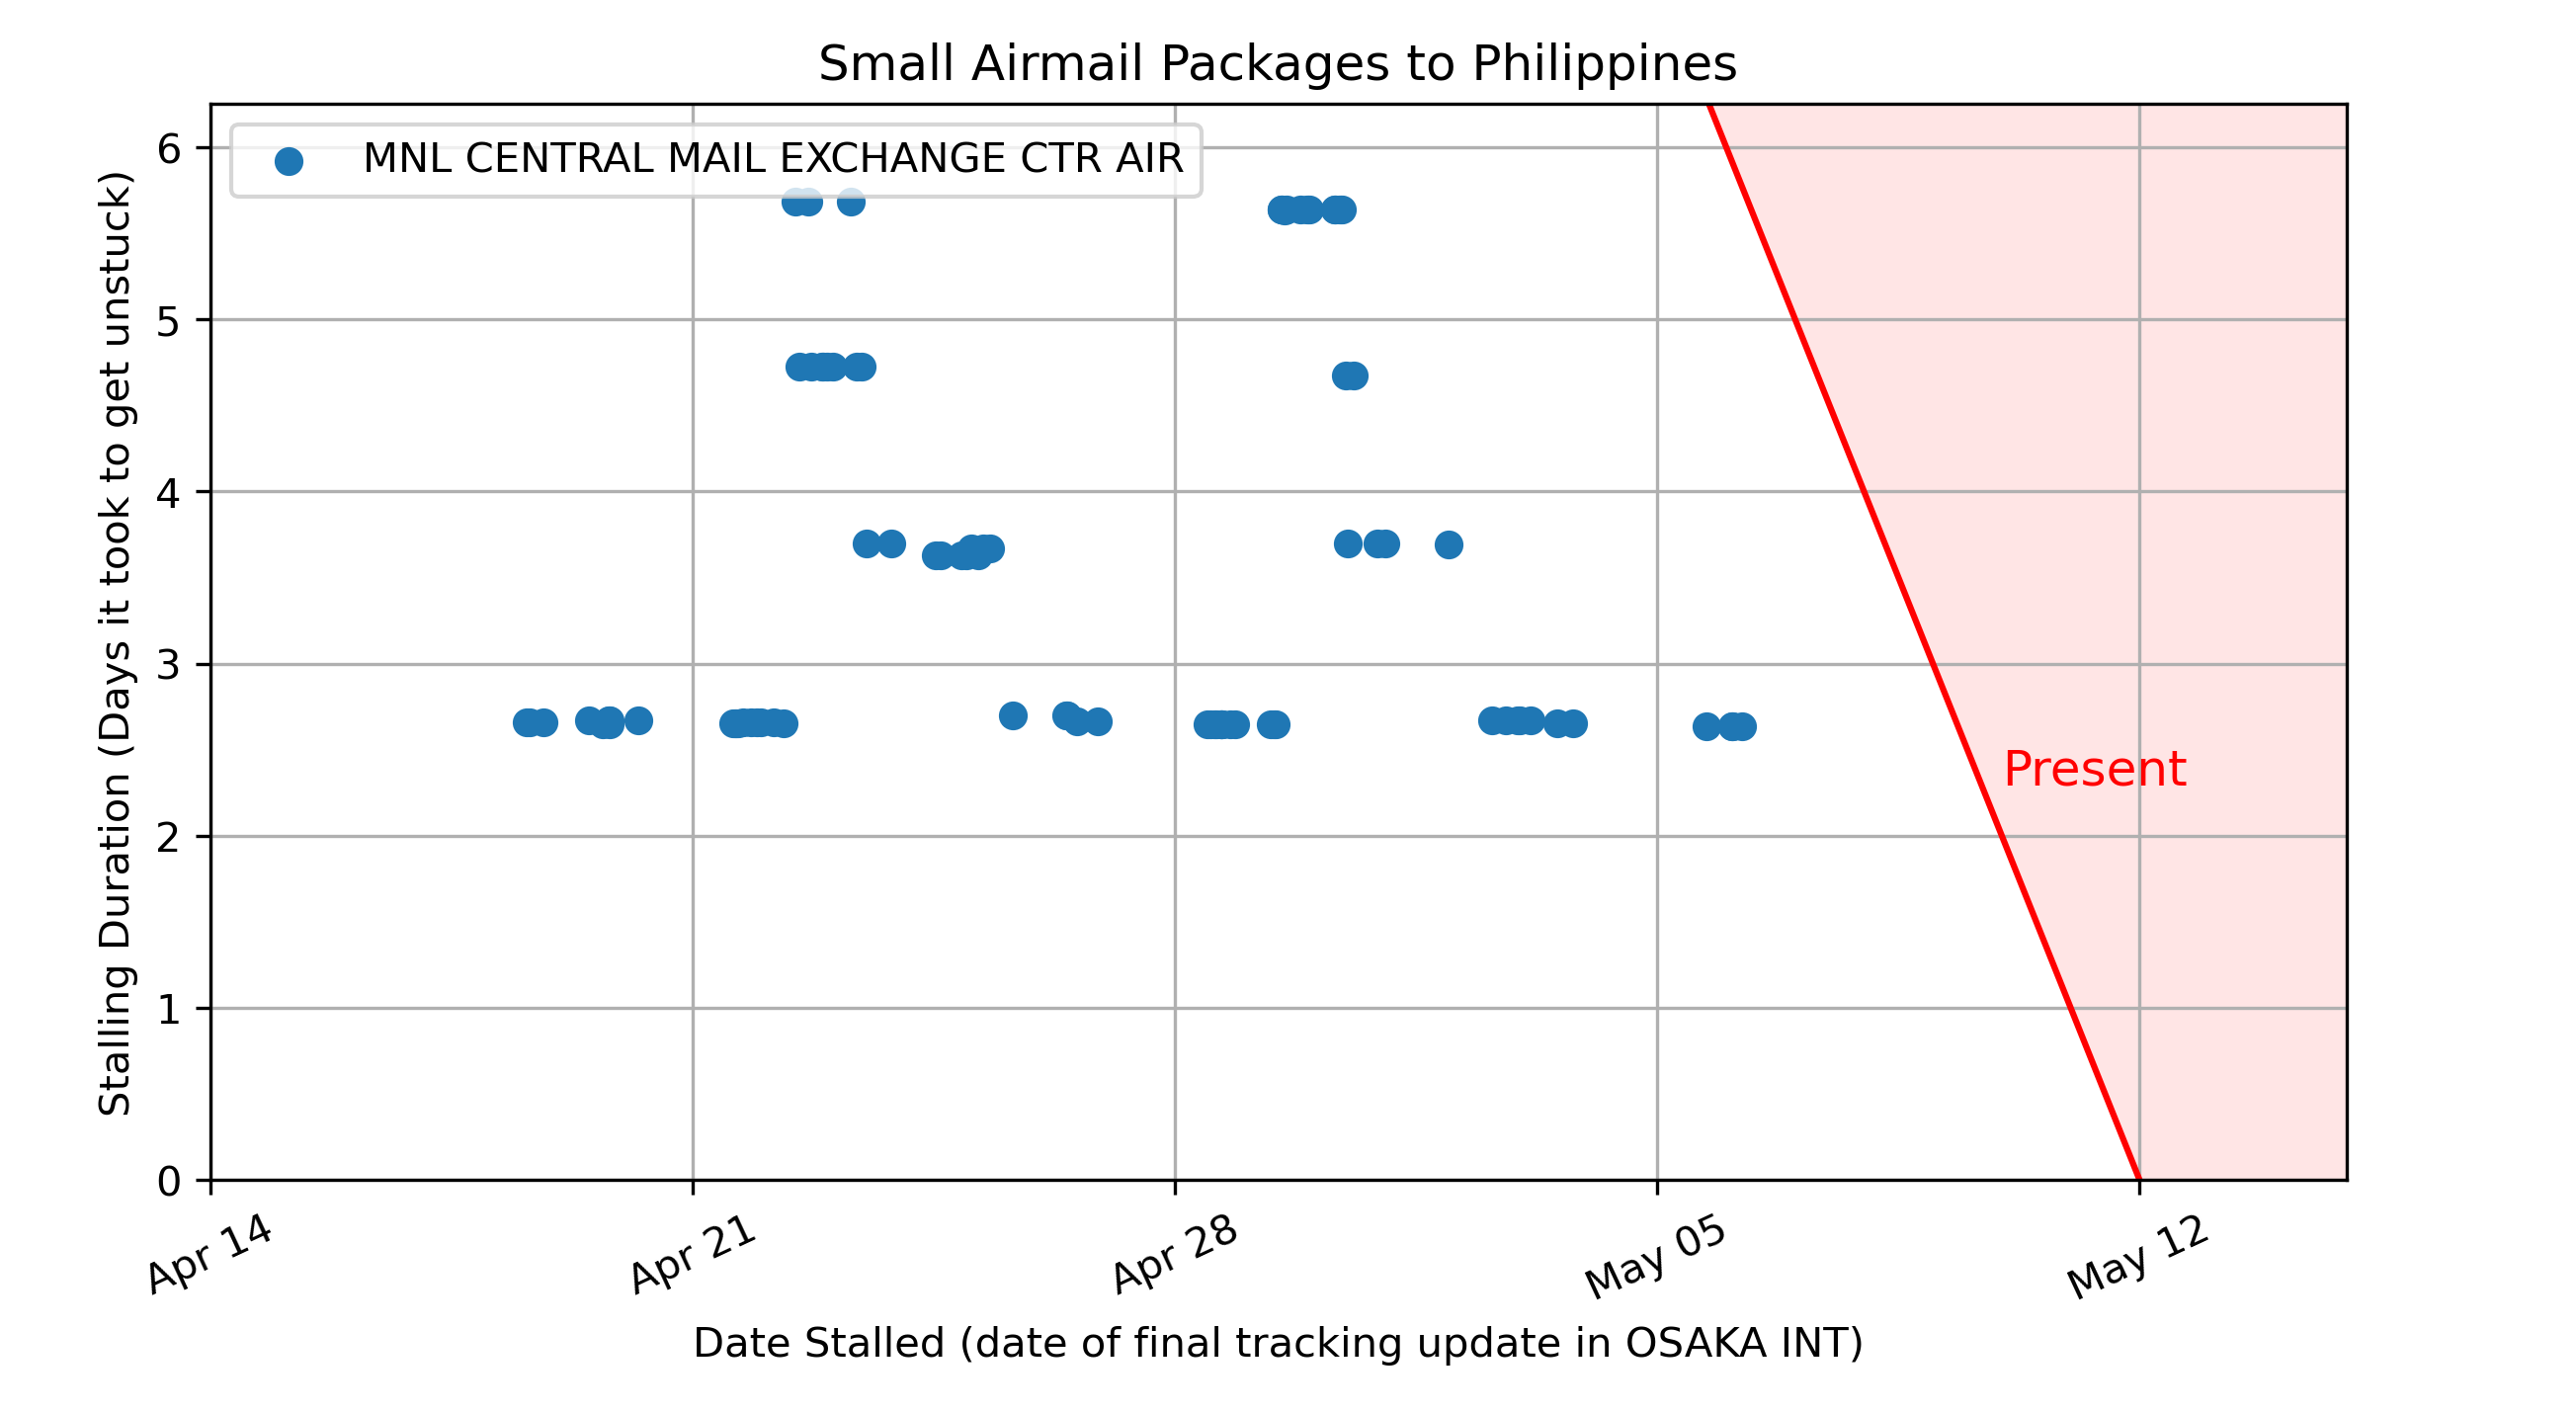 Small Airmail Packages to Philippines
MNL CENTRAL MAIL EXCHANGE CTR AIR
Stalling Duration (Days it took to get unstuck)
6
5
4
3
2
1
0
Present
Apr 14
Apr 21
Apr 28
May 05
May 12
Date Stalled (date of final tracking update in OSAKA INT)